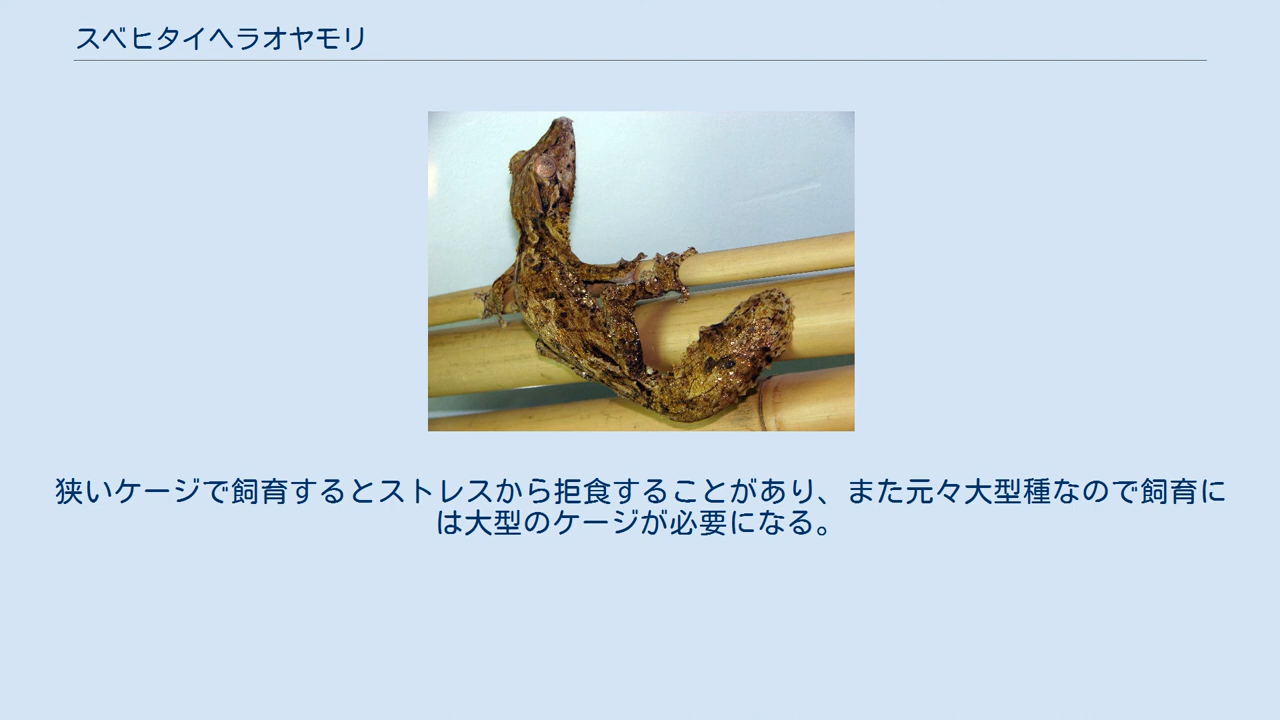 スベヒタイヘラオヤモリ
狭いケージで飼育するとストレスから拒食することがあり、また元々大型種なので飼育に
は大型のケージが必要になる。